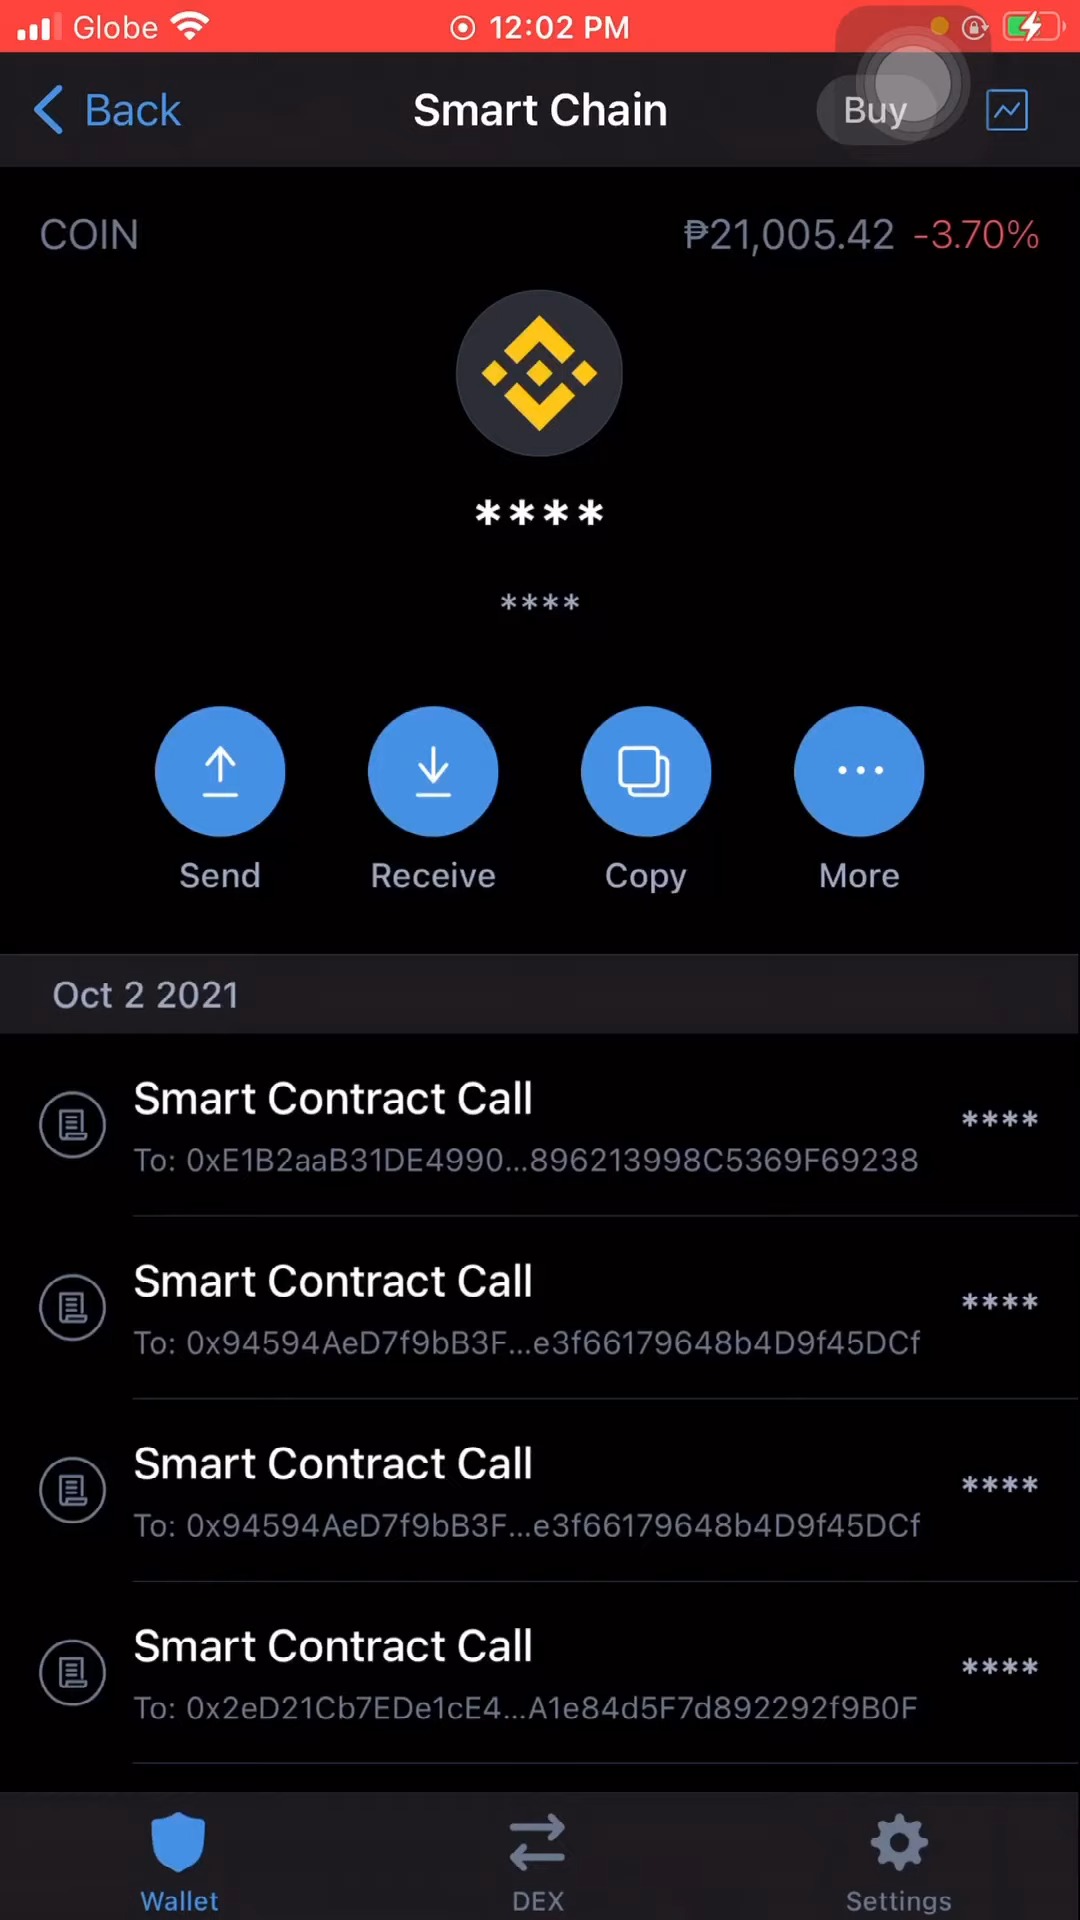 Globe 12:02 PM
Back Smart Chain Buy
COIN ₱21,005.42 -3.70%
****
****
Send Receive Copy More
Oct 2 2021
Smart Contract Call
****
To: 0xE1B2aaB31DE4990...896213998C5369F69238
Smart Contract Call
****
To: 0x94594AeD7f9bB3F...e3f66179648b4D9f45DCf
Smart Contract Call
****
To: 0x94594AeD7f9bB3F...e3f66179648b4D9f45DCf
Smart Contract Call
****
To: 0x2eD21Cb7EDe1cE4...A1e84d5F7d892292f9B0F
Wallet DEX Settings